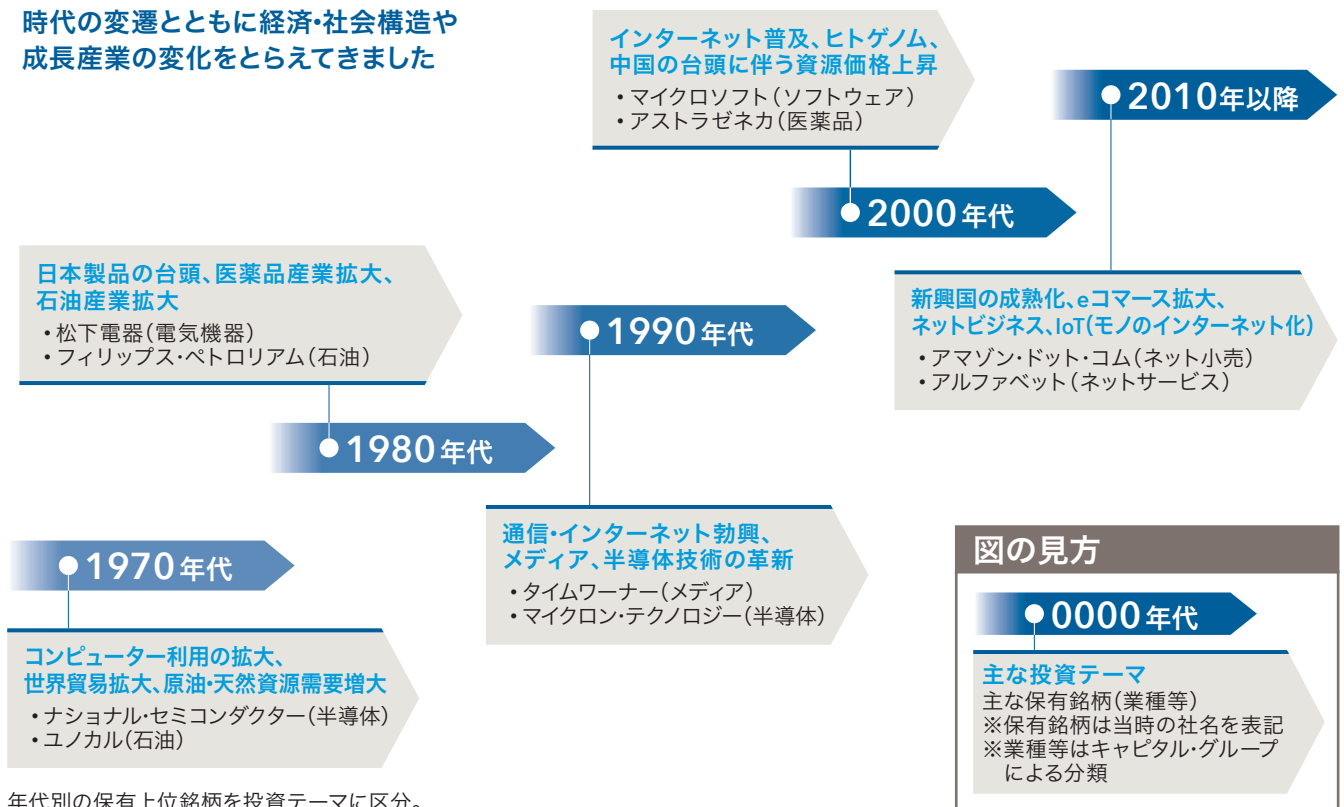 時代の変遷とともに経済・社会構造や
成長産業の変化をとらえてきました
インターネット普及、ヒトゲノム、
中国の台頭に伴う資源価格上昇
・マイクロソフト（ソフトウェア）
・アストラゼネカ（医薬品）
2010年以降
2000年代
日本製品の台頭、医薬品産業拡大、
石油産業拡大
・松下電器（電気機器）
・フィリップス・ペトロリアム（石油）
1990年代
新興国の成熟化、eコマース拡大、
ネットビジネス、IoT（モノのインターネット化）
・アマゾン・ドット・コム（ネット小売）
・アルファベット（ネットサービス）
1980年代
通信・インターネット勃興、
メディア、半導体技術の革新
・タイムワーナー（メディア）
・マイクロン・テクノロジー（半導体）
1970年代
コンピューター利用の拡大、
世界貿易拡大、原油・天然資源需要増大
・ナショナル・セミコンダクター（半導体）
・ユノカル（石油）
図の見方
0000年代
主な投資テーマ
主な保有銘柄（業種等）
※保有銘柄は当時の社名を表記
※業種等はキャピタル・グループ
による分類
年代別の保有上位銘柄を投資テーマに区分。